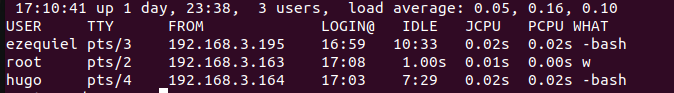 17:10:41 up 1 day, 23:38,  3 users,  load average: 0.05, 0.16, 0.10
USER     TTY      FROM             LOGIN@   IDLE   JCPU   PCPU WHAT
ezequiel pts/3    192.168.3.195    16:59   10:33   0.02s  0.02s -bash
root     pts/2    192.168.3.163    17:08    1.00s  0.01s  0.00s w
hugo     pts/4    192.168.3.164    17:03    7:29   0.02s  0.02s -bash